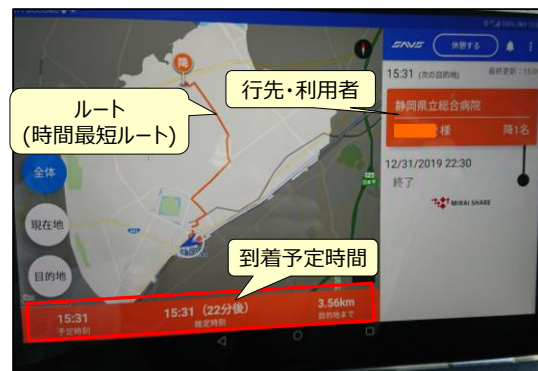 SAVS
休憩する
15:31 (次の目的地)
最終更新：15:09
静岡県立総合病院
様
降1名
12/31/2019 22:30
終了
MIRAI SHARE
ルート
(時間最短ルート)
行先・利用者
降
全体
現在地
目的地
到着予定時間
15:31
予定時刻
15:31（22分後）
推定時刻
3.56km
目的地まで